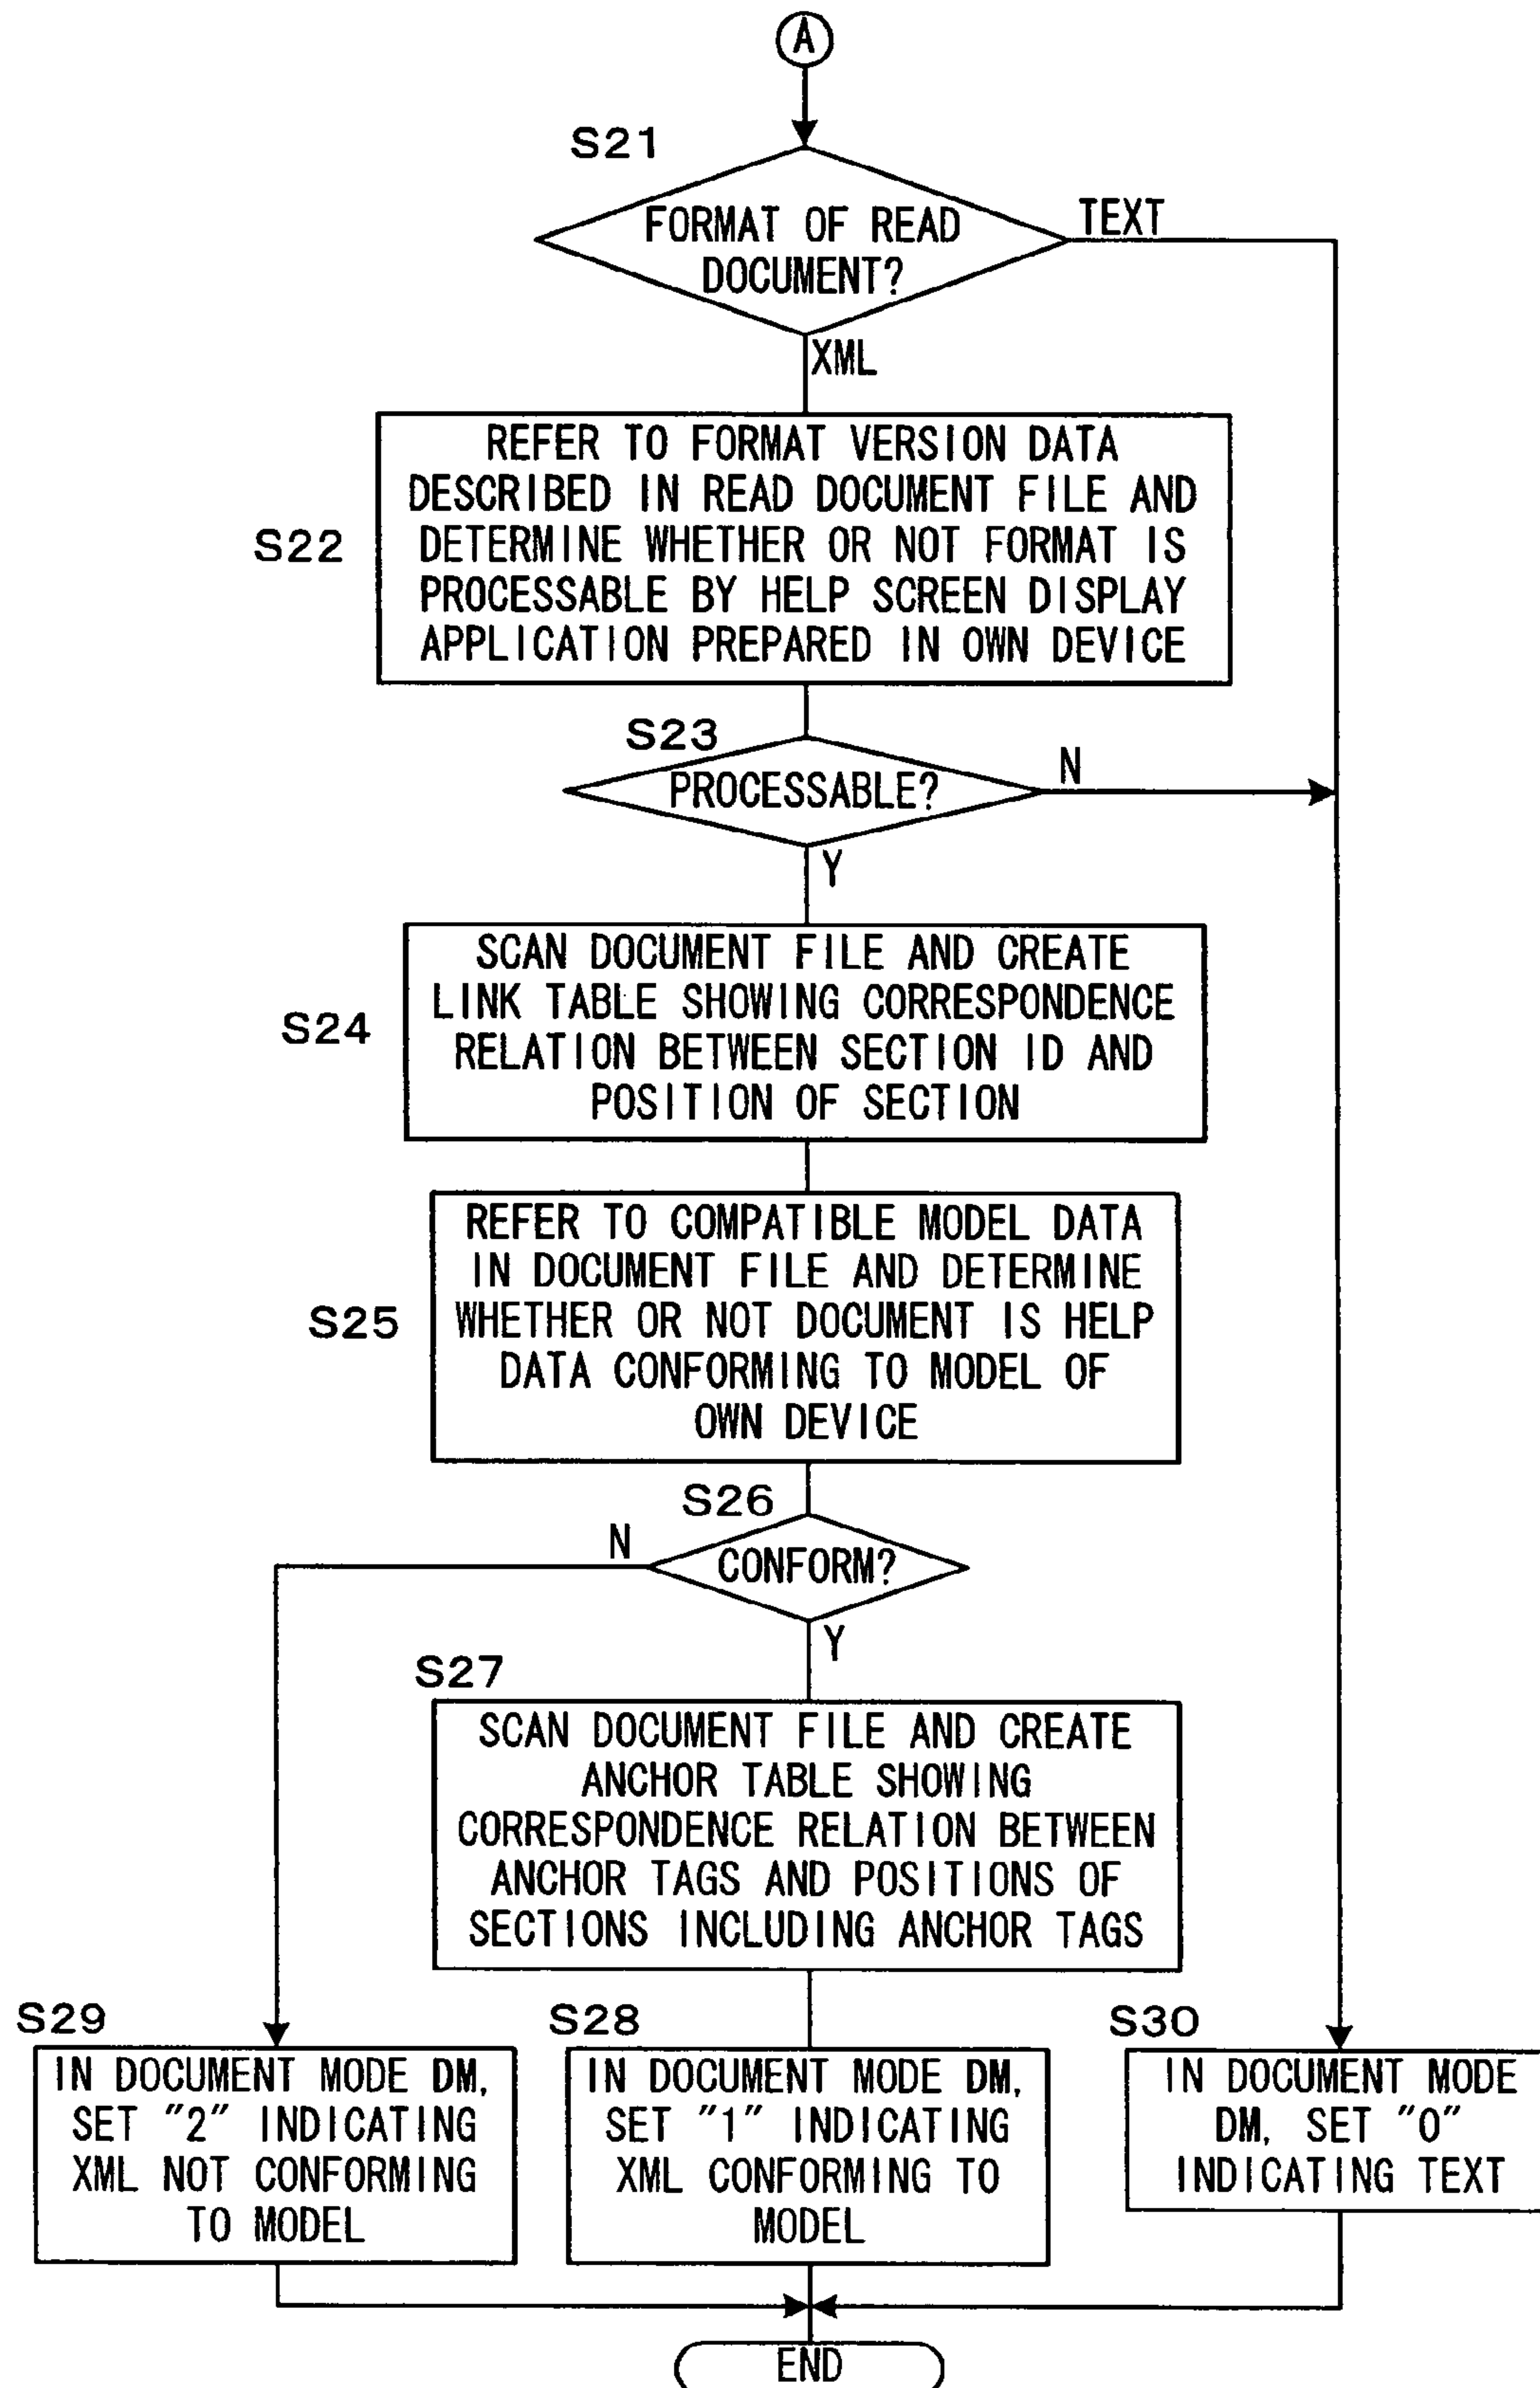 A
S21
FORMAT OF READ
DOCUMENT?
TEXT
XML
S22
REFER TO FORMAT VERSION DATA
DESCRIBED IN READ DOCUMENT FILE AND
DETERMINE WHETHER OR NOT FORMAT IS
PROCESSABLE BY HELP SCREEN DISPLAY
APPLICATION PREPARED IN OWN DEVICE
S23
PROCESSABLE?
N
Y
S24
SCAN DOCUMENT FILE AND CREATE
LINK TABLE SHOWING CORRESPONDENCE
RELATION BETWEEN SECTION ID AND
POSITION OF SECTION
S25
REFER TO COMPATIBLE MODEL DATA
IN DOCUMENT FILE AND DETERMINE
WHETHER OR NOT DOCUMENT IS HELP
DATA CONFORMING TO MODEL OF
OWN DEVICE
S26
CONFORM?
N
Y
S27
SCAN DOCUMENT FILE AND CREATE
ANCHOR TABLE SHOWING
CORRESPONDENCE RELATION BETWEEN
ANCHOR TAGS AND POSITIONS OF
SECTIONS INCLUDING ANCHOR TAGS
S29
IN DOCUMENT MODE DM,
SET "2" INDICATING
XML NOT CONFORMING
TO MODEL
S28
IN DOCUMENT MODE DM,
SET "1" INDICATING
XML CONFORMING TO
MODEL
S30
IN DOCUMENT MODE
DM, SET "0"
INDICATING TEXT
END